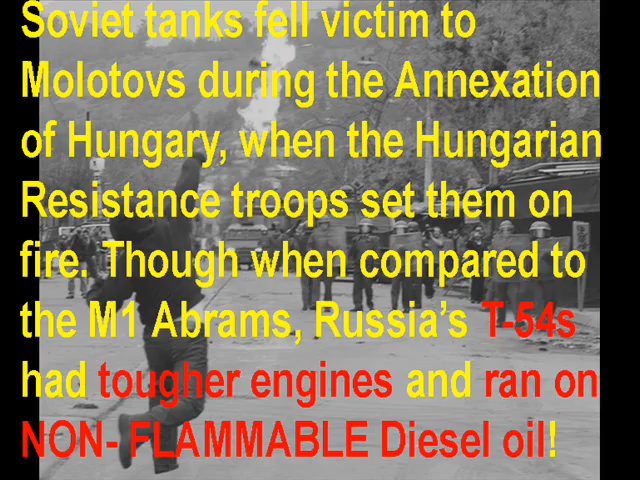 Soviet tanks fell victim to
Molotovs during the Annexation
of Hungary, when the Hungarian
Resistance troops set them on
fire. Though when compared to
the M1 Abrams, Russia's T-54s
had tougher engines and ran on
NON- FLAMMABLE Diesel oil!